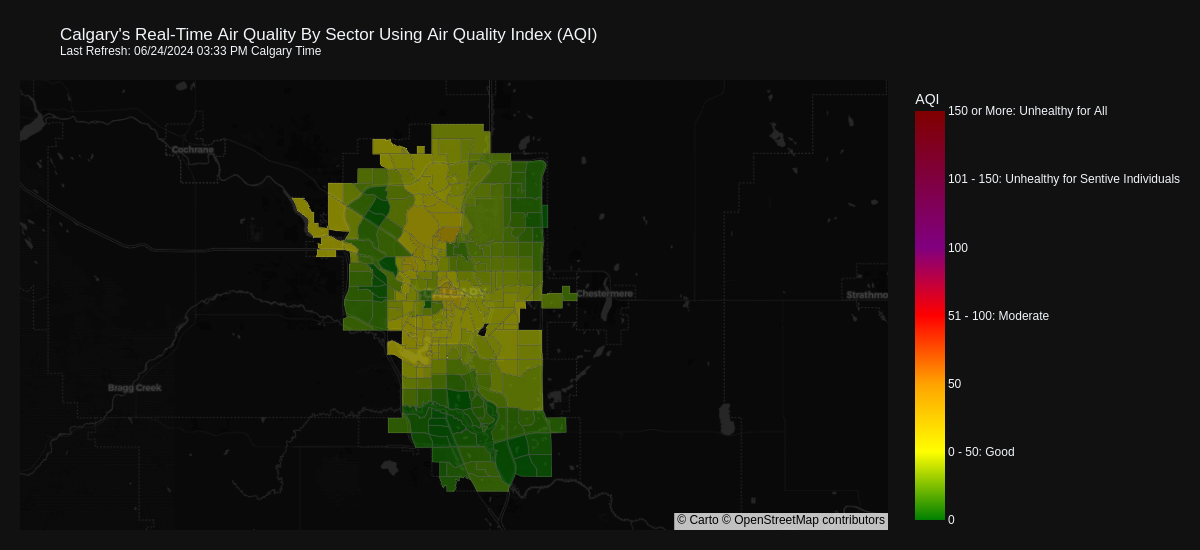 Calgary's Real-Time Air Quality By Sector Using Air Quality Index (AQI)
Last Refresh: 06/24/2024 03:33 PM Calgary Time
AQI
150 or More: Unhealthy for All
101 - 150: Unhealthy for Sentive Individuals
100
51 - 100: Moderate
50
0 - 50: Good
0
Cochrane
CALGARY
Chestermere
Strathmo
Bragg Creek
© Carto © OpenStreetMap contributors